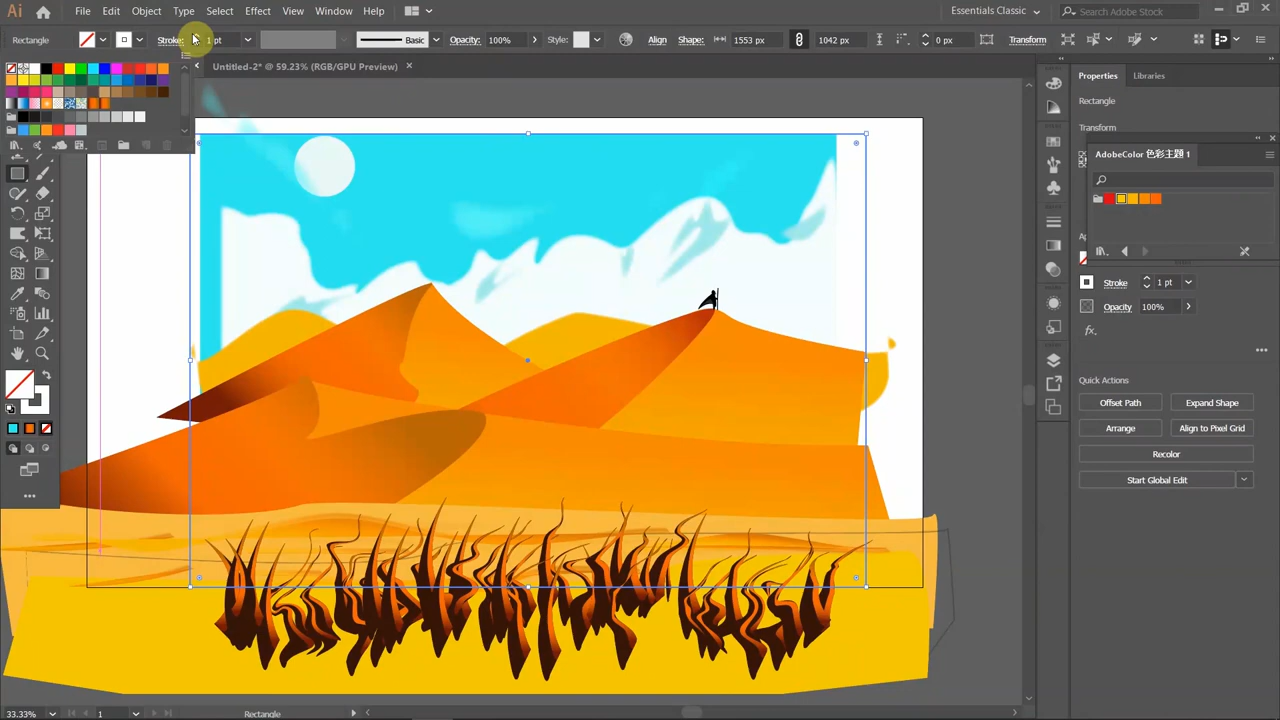 Ai
File Edit Object Type Select Effect View Window Help
Essentials Classic
Search Adobe Stock
Rectangle
Stroke: 1 pt
Basic
Opacity: 100%
Style:
Align
Shape:
1553 px
1042 px
0 px
Transform
Untitled-2* @ 59.23% (RGB/GPU Preview)
Properties Libraries
Rectangle
Transform
AdobeColor 色彩主題 1
Stroke 1 pt
Opacity 100%
fx.
Quick Actions
Offset Path
Expand Shape
Arrange
Align to Pixel Grid
Recolor
Start Global Edit
33.33%
1
Rectangle